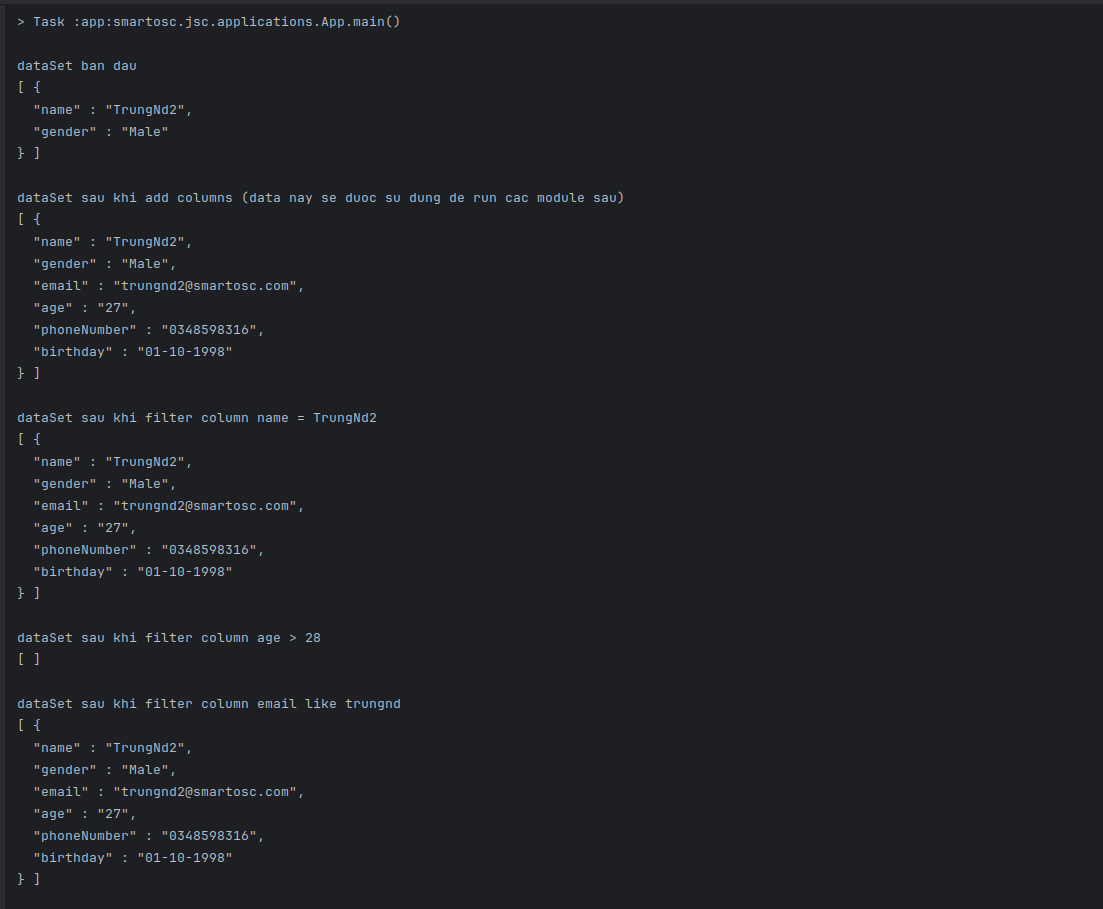 > Task :app:smartosc.jsc.applications.App.main()
dataSet ban dau
[ {
  "name" : "TrungNd2",
  "gender" : "Male"
} ]
dataSet sau khi add columns (data nay se duoc su dung de run cac module sau)
[ {
  "name" : "TrungNd2",
  "gender" : "Male",
  "email" : "trungnd2@smartosc.com",
  "age" : "27",
  "phoneNumber" : "0348598316",
  "birthday" : "01-10-1998"
} ]
dataSet sau khi filter column name = TrungNd2
[ {
  "name" : "TrungNd2",
  "gender" : "Male",
  "email" : "trungnd2@smartosc.com",
  "age" : "27",
  "phoneNumber" : "0348598316",
  "birthday" : "01-10-1998"
} ]
dataSet sau khi filter column age > 28
[ ]
dataSet sau khi filter column email like trungnd
[ {
  "name" : "TrungNd2",
  "gender" : "Male",
  "email" : "trungnd2@smartosc.com",
  "age" : "27",
  "phoneNumber" : "0348598316",
  "birthday" : "01-10-1998"
} ]